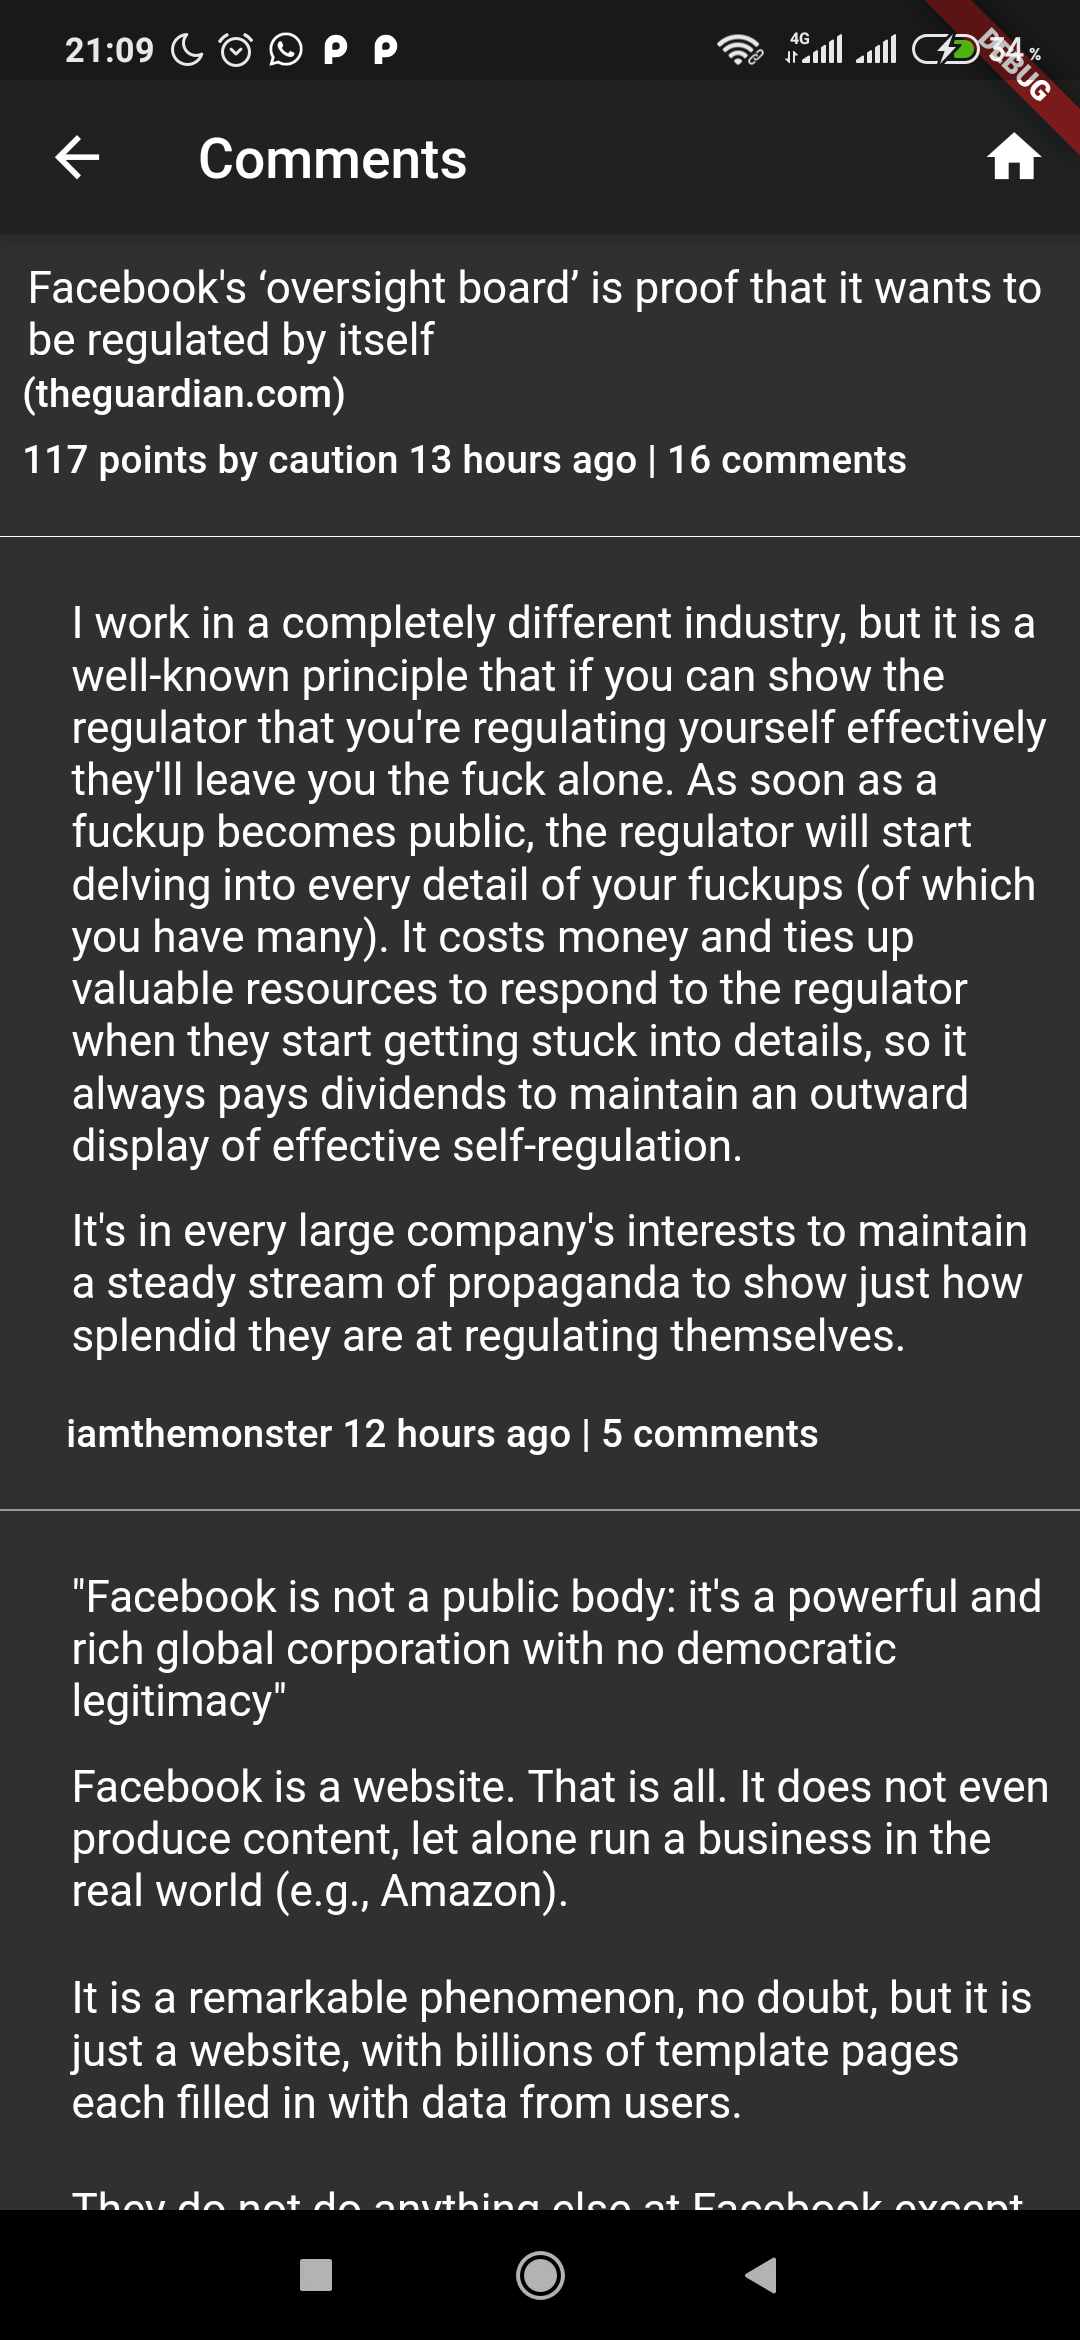 21:09
4G
34 %
DEBUG
Comments
Facebook's ‘oversight board’ is proof that it wants to
be regulated by itself
(theguardian.com)
117 points by caution 13 hours ago | 16 comments
I work in a completely different industry, but it is a
well-known principle that if you can show the
regulator that you're regulating yourself effectively
they'll leave you the fuck alone. As soon as a
fuckup becomes public, the regulator will start
delving into every detail of your fuckups (of which
you have many). It costs money and ties up
valuable resources to respond to the regulator
when they start getting stuck into details, so it
always pays dividends to maintain an outward
display of effective self-regulation.
It's in every large company's interests to maintain
a steady stream of propaganda to show just how
splendid they are at regulating themselves.
iamthemonster 12 hours ago | 5 comments
"Facebook is not a public body: it's a powerful and
rich global corporation with no democratic
legitimacy"
Facebook is a website. That is all. It does not even
produce content, let alone run a business in the
real world (e.g., Amazon).
It is a remarkable phenomenon, no doubt, but it is
just a website, with billions of template pages
each filled in with data from users.
They do not do anything else at Facebook except